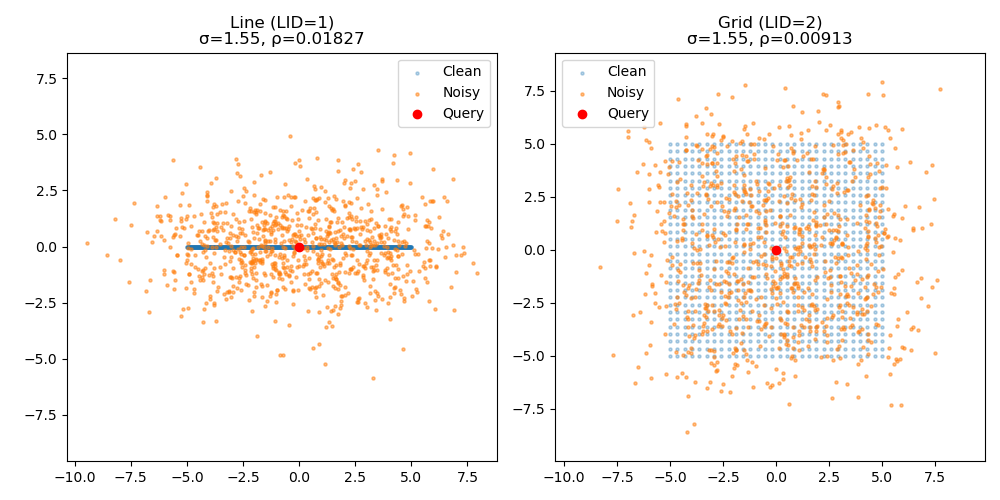 Line (LID=1)
σ=1.55, ρ=0.01827
Clean
Noisy
Query
7.5
5.0
2.5
0.0
−2.5
−5.0
−7.5
−10.0 −7.5 −5.0 −2.5 0.0 2.5 5.0 7.5
Grid (LID=2)
σ=1.55, ρ=0.00913
Clean
Noisy
Query
7.5
5.0
2.5
0.0
−2.5
−5.0
−7.5
−10.0 −7.5 −5.0 −2.5 0.0 2.5 5.0 7.5